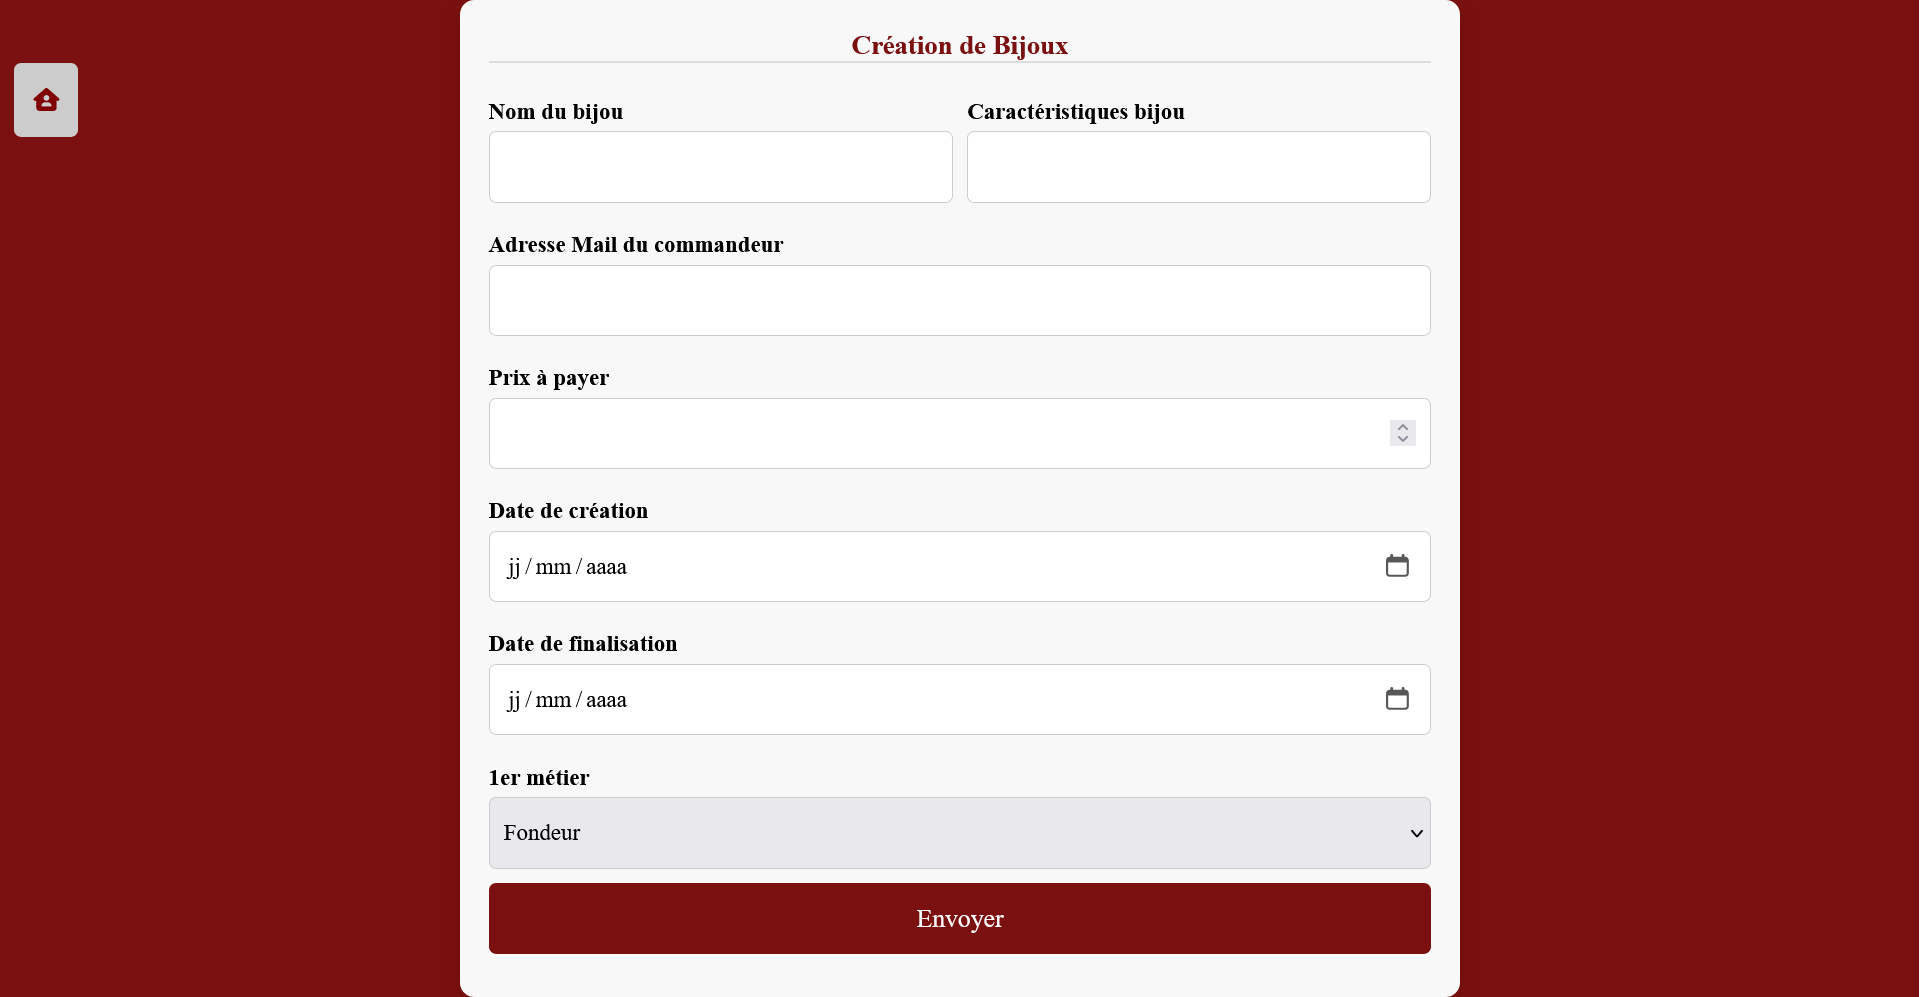 Création de Bijoux
Nom du bijou
Caractéristiques bijou
Adresse Mail du commandeur
Prix à payer
Date de création
jj / mm / aaaa
Date de finalisation
jj / mm / aaaa
1er métier
Fondeur
Envoyer